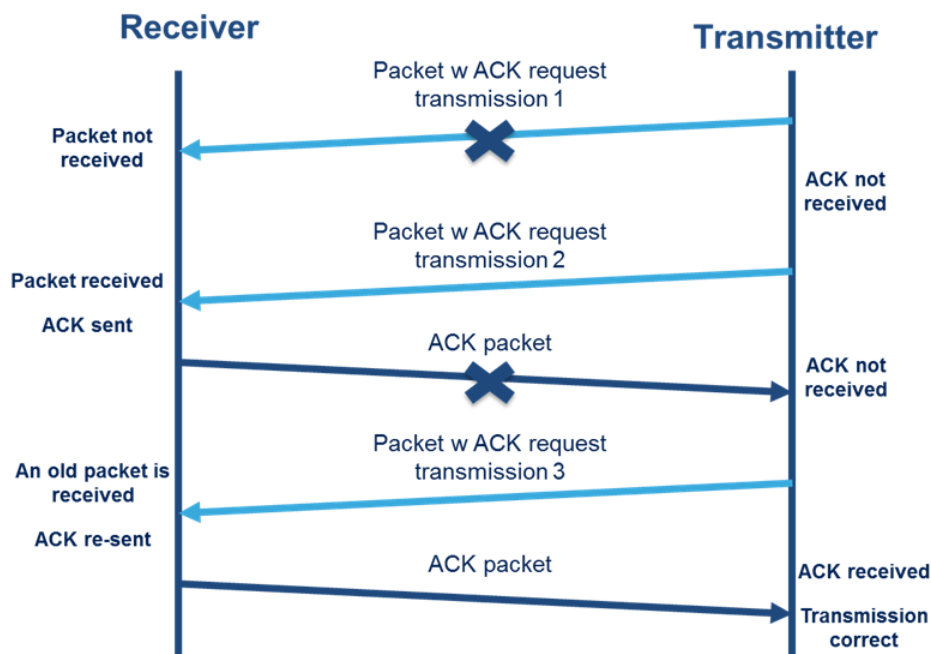 Receiver
Transmitter
Packet w ACK request
transmission 1
Packet not
received
ACK not
received
Packet w ACK request
transmission 2
Packet received
ACK sent
ACK packet
ACK not
received
Packet w ACK request
transmission 3
An old packet is
received
ACK re-sent
ACK packet
ACK received
Transmission
correct